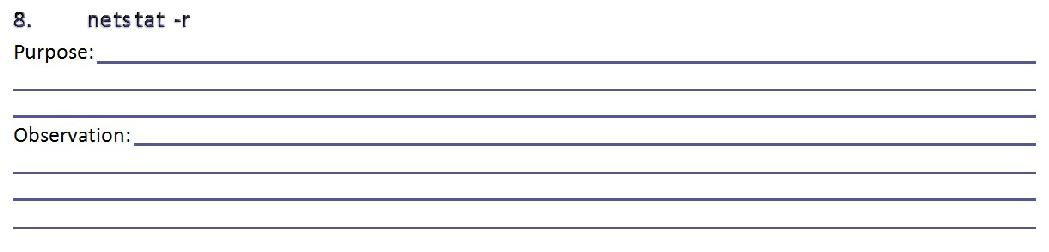 8. netstat -r
Purpose:
Observation: